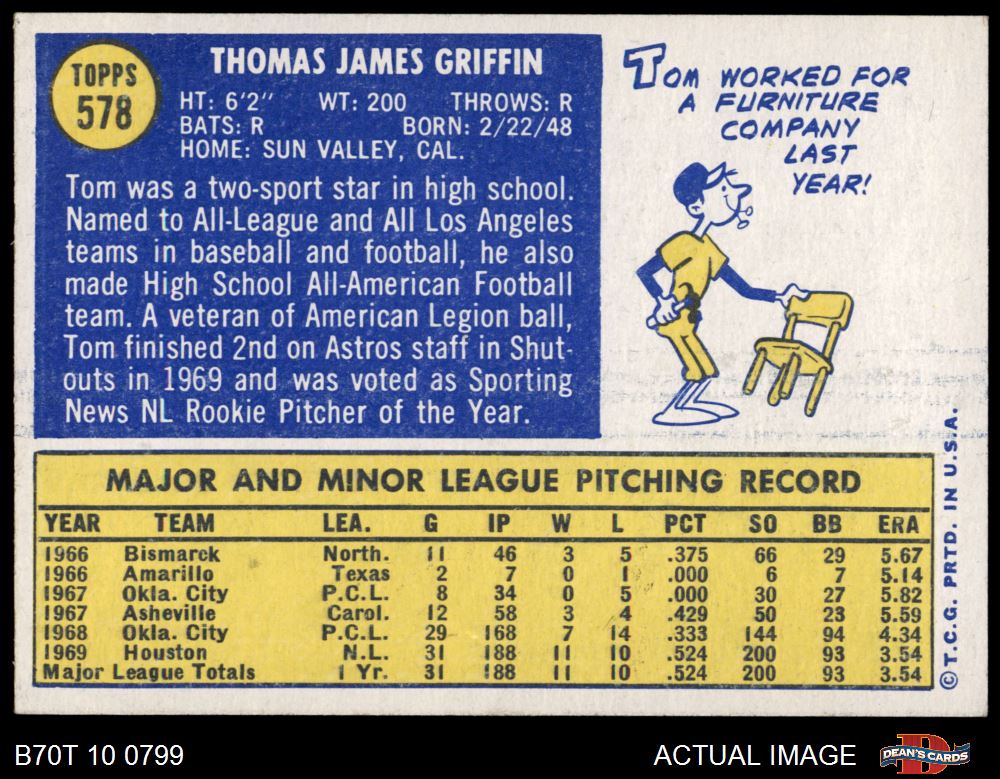 TOPPS
578
THOMAS JAMES GRIFFIN
HT: 6'2" WT: 200 THROWS: R
BATS: R BORN: 2/22/48
HOME: SUN VALLEY, CAL.
Tom was a two-sport star in high school.
Named to All-League and All Los Angeles
teams in baseball and football, he also
made High School All-American Football
team. A veteran of American Legion ball,
Tom finished 2nd on Astros staff in Shut-
outs in 1969 and was voted as Sporting
News NL Rookie Pitcher of the Year.
TOM WORKED FOR
A FURNITURE
COMPANY
LAST
YEAR!
MAJOR AND MINOR LEAGUE PITCHING RECORD
YEAR TEAM LEA. G IP W L PCT SO BB ERA
1966 Bismarck North. 11 46 3 5 .375 66 29 5.67
1966 Amarillo Texas 2 7 0 1 .000 6 7 5.14
1967 Okla. City P.C.L. 8 34 0 5 .000 30 27 5.82
1967 Asheville Carol. 12 58 3 4 .429 50 23 5.59
1968 Okla. City P.C.L. 29 168 7 14 .333 144 94 4.34
1969 Houston N.L. 31 188 11 10 .524 200 93 3.54
Major League Totals 1 Yr. 31 188 11 10 .524 200 93 3.54
©T.C.G. PRTD. IN U.S.A.
B70T 10 0799
ACTUAL IMAGE
DEAN'S CARDS